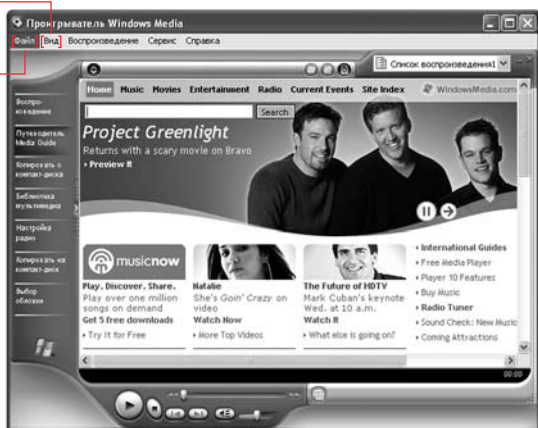 Проигрыватель Windows Media
Файл Вид Воспроизведение Сервис Справка
Список воспроизведения1
Home Music Movies Entertainment Radio Current Events Site Index WindowsMedia.com
Search
Project Greenlight
Returns with a scary movie on Bravo
Preview It
Воспро-
изведение
Путеводитель
Media Guide
Копировать с
компакт-диска
Библиотека
мультимедиа
Настройка
радио
Копировать на
компакт-диск
Выбор
обложек
musicnow
Play. Discover. Share.
Play over one million
songs on demand
Get 5 free downloads
Try It for Free
Natalie
She's Goin' Crazy on
video
Watch Now
More Top Videos
The Future of HDTV
Mark Cuban's keynote
Wed. at 10 a.m.
Watch It
What else is going on?
International Guides
Free Media Player
Player 10 Features
Buy Music
Radio Tuner
Sound Check: New Music
Coming Attractions
00:00